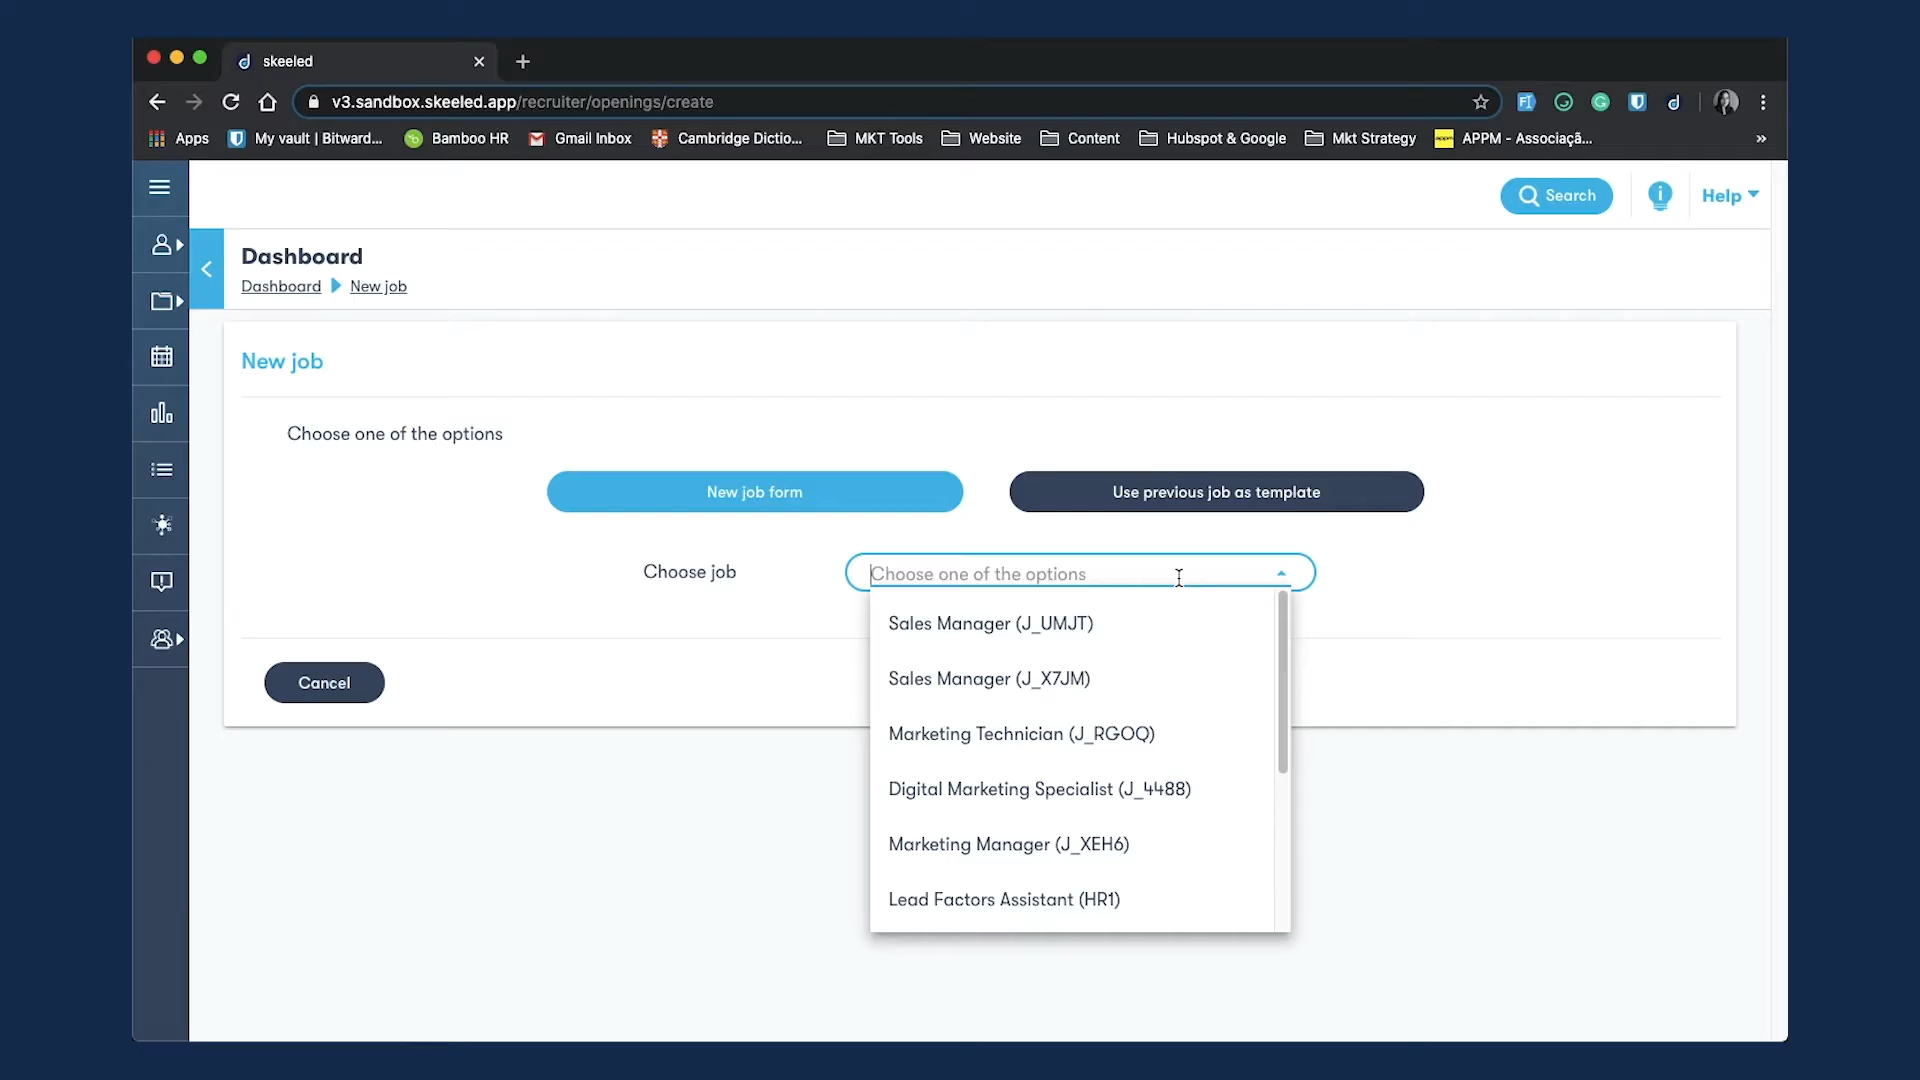 skeeled
v3.sandbox.skeeled.app/recruiter/openings/create
Apps
My vault | Bitward...
Bamboo HR
Gmail Inbox
Cambridge Dictio...
MKT Tools
Website
Content
Hubspot & Google
Mkt Strategy
APPM - Associaçã...
Search
Help
Dashboard
Dashboard New job
New job
Choose one of the options
New job form
Use previous job as template
Choose job
Choose one of the options
Sales Manager (J_UMJT)
Sales Manager (J_X7JM)
Marketing Technician (J_RGOQ)
Digital Marketing Specialist (J_4488)
Marketing Manager (J_XEH6)
Lead Factors Assistant (HR1)
Cancel